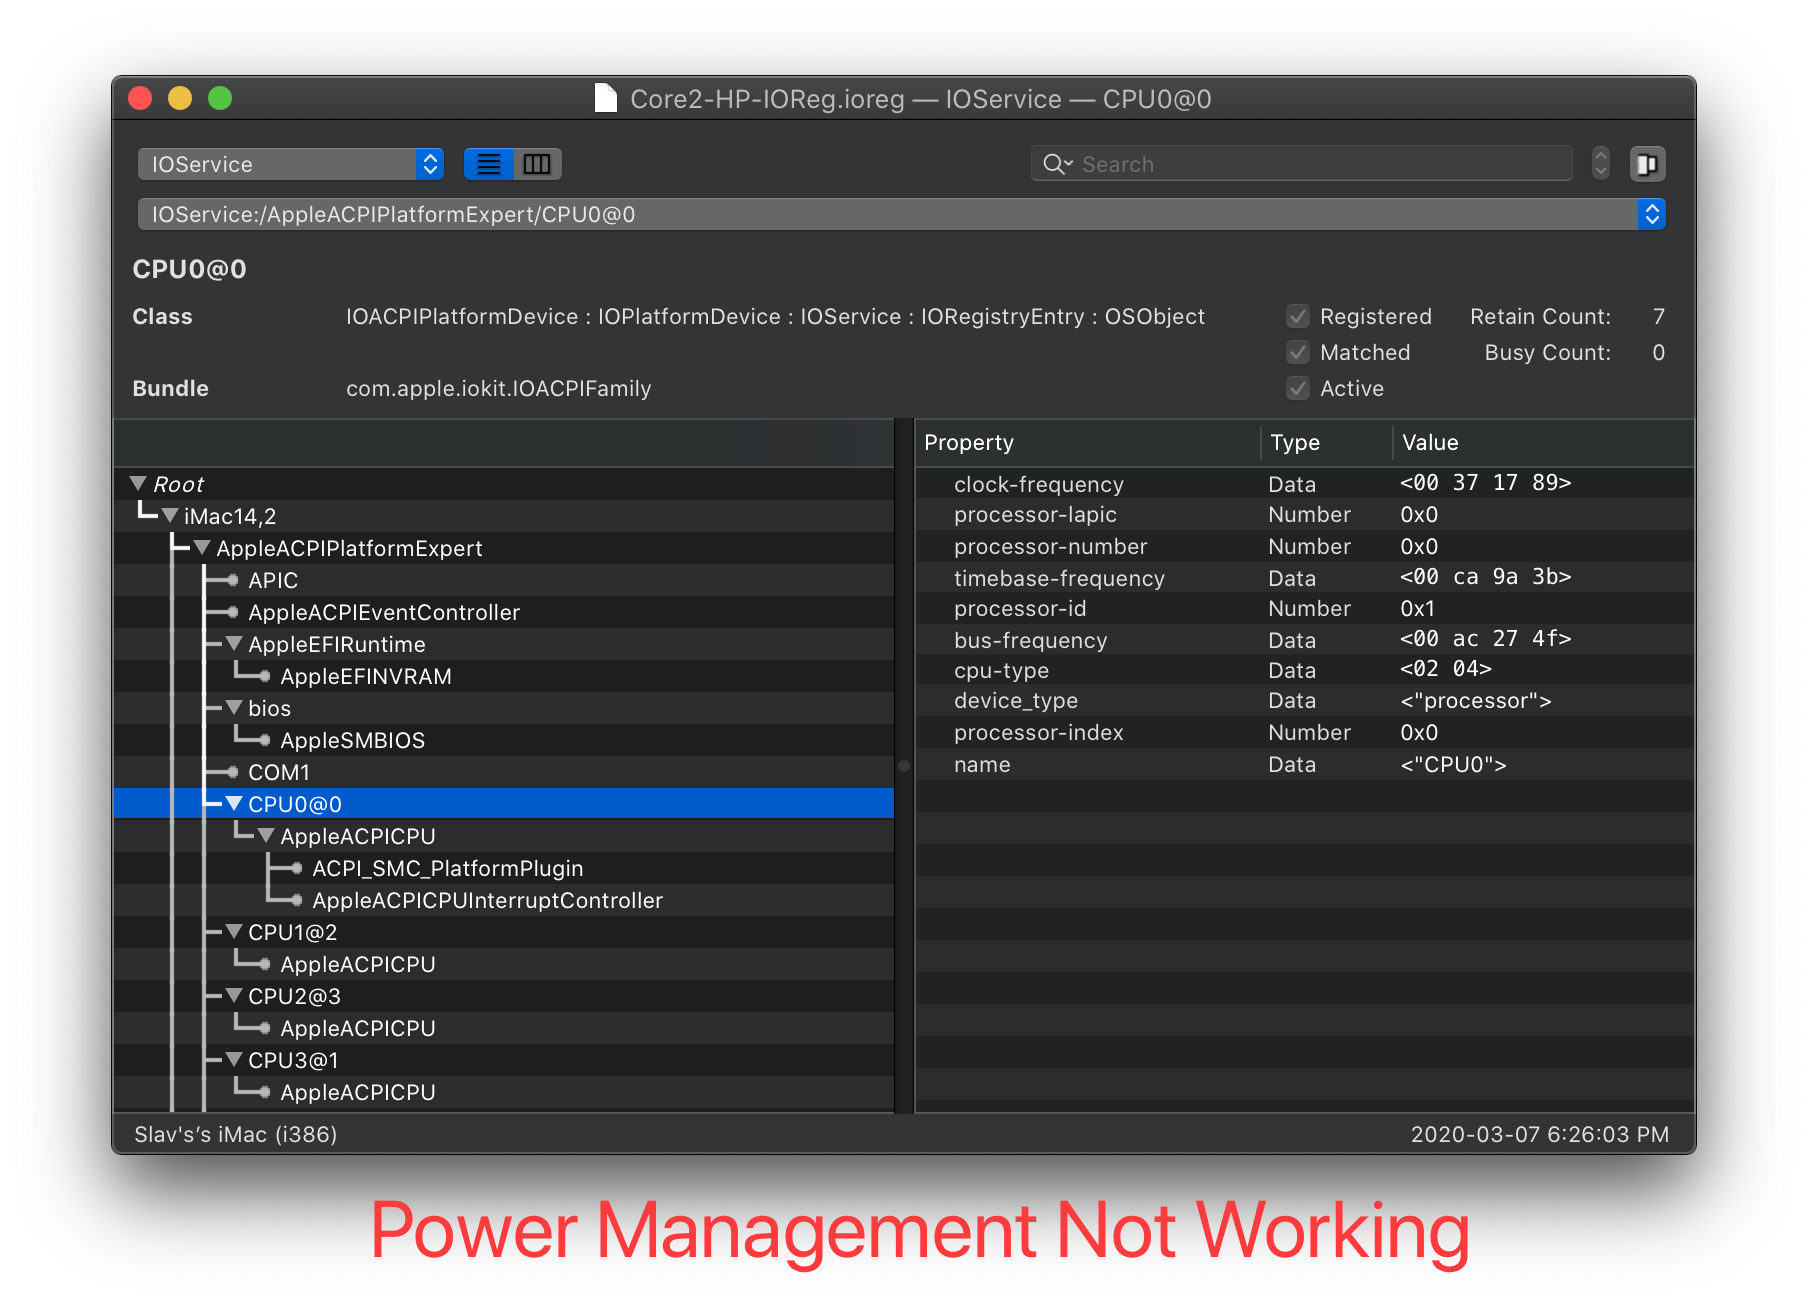 Core2-HP-IOReg.ioreg — IOService — CPU0@0
IOService
Search
IOService:/AppleACPIPlatformExpert/CPU0@0
CPU0@0
Class IOACPIPlatformDevice : IOPlatformDevice : IOService : IORegistryEntry : OSObject
Registered Retain Count: 7
Matched Busy Count: 0
Bundle com.apple.iokit.IOACPIFamily
Active
Root
iMac14,2
AppleACPIPlatformExpert
APIC
AppleACPIEventController
AppleEFIRuntime
AppleEFINVRAM
bios
AppleSMBIOS
COM1
CPU0@0
AppleACPICPU
ACPI_SMC_PlatformPlugin
AppleACPICPUInterruptController
CPU1@2
AppleACPICPU
CPU2@3
AppleACPICPU
CPU3@1
AppleACPICPU
Property Type Value
clock-frequency Data <00 37 17 89>
processor-lapic Number 0x0
processor-number Number 0x0
timebase-frequency Data <00 ca 9a 3b>
processor-id Number 0x1
bus-frequency Data <00 ac 27 4f>
cpu-type Data <02 04>
device_type Data <"processor">
processor-index Number 0x0
name Data <"CPU0">
Slav's's iMac (i386)
2020-03-07 6:26:03 PM
Power Management Not Working